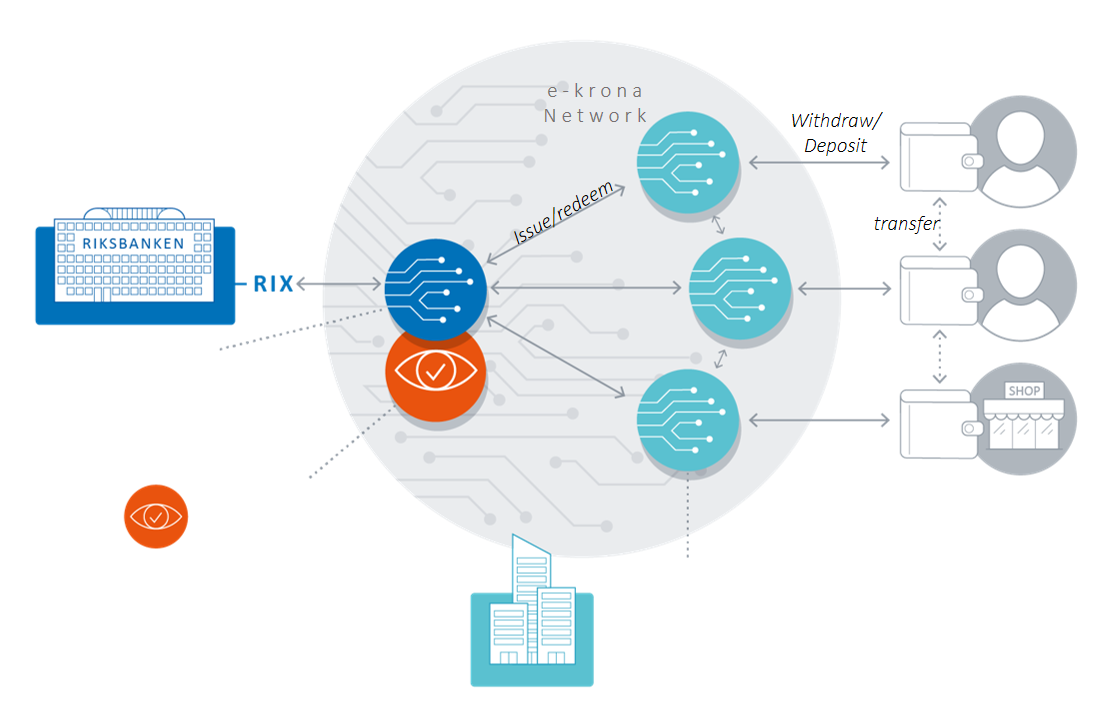 e-krona
Network
Withdraw/
Deposit
Issue/redeem
transfer
RIKSBANKEN
RIX
SHOP